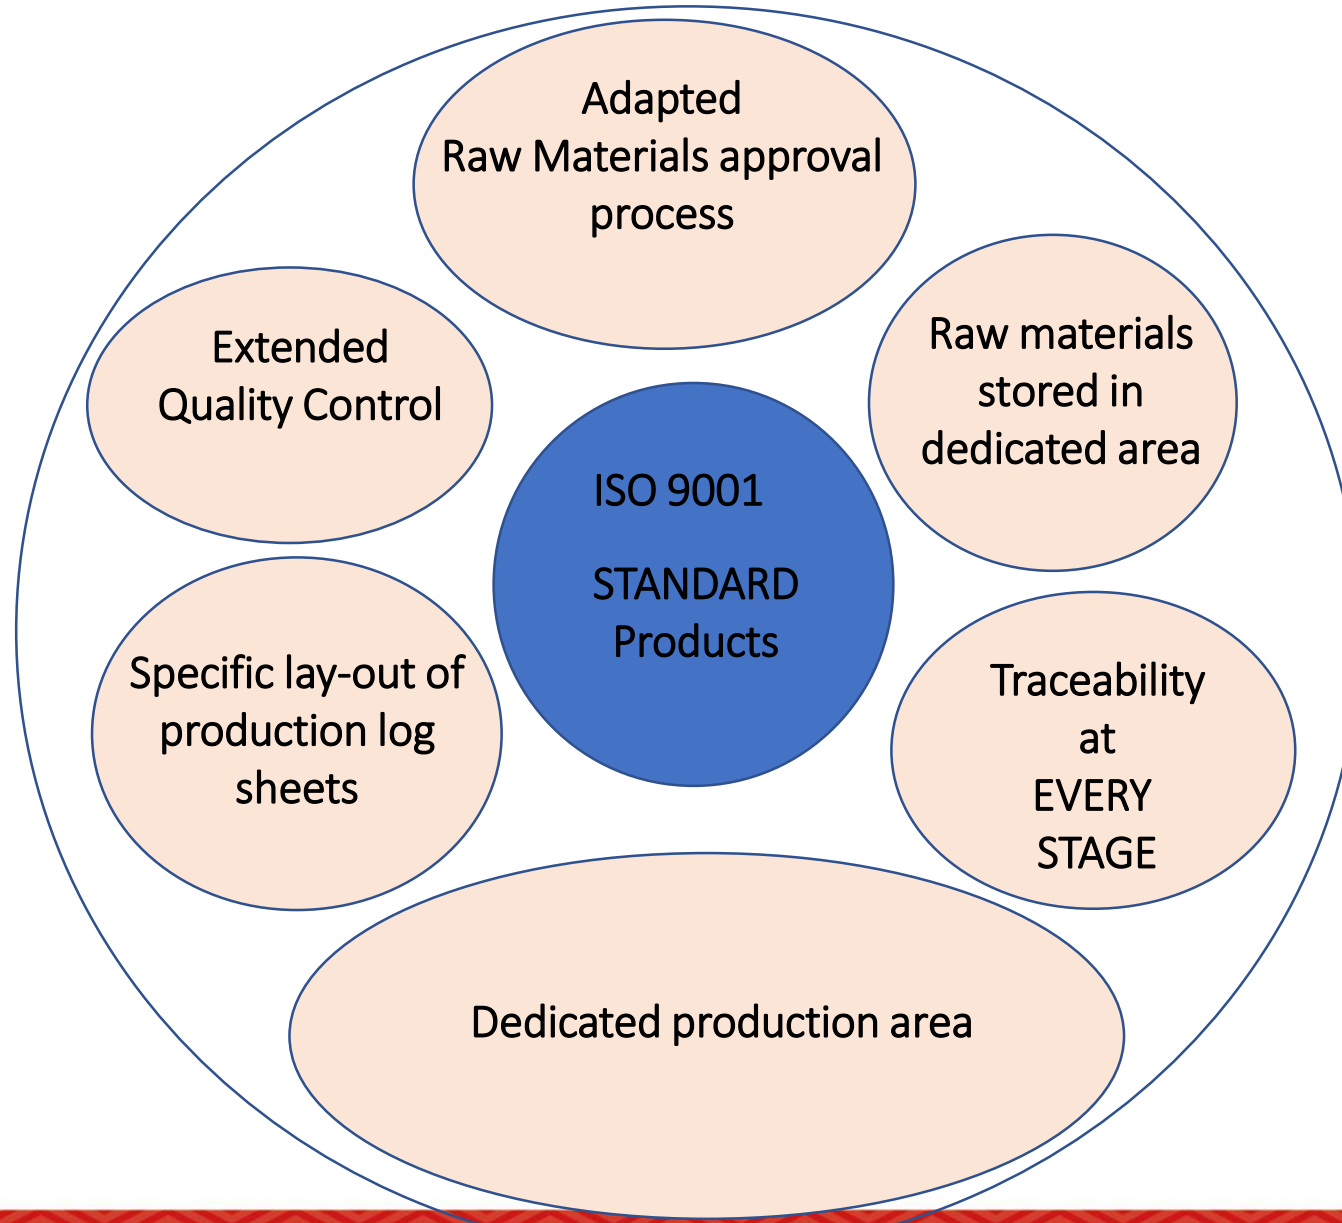 Adapted
Raw Materials approval
process
Extended
Quality Control
Raw materials
stored in
dedicated area
ISO 9001
STANDARD
Products
Specific lay-out of
production log
sheets
Traceability
at
EVERY
STAGE
Dedicated production area